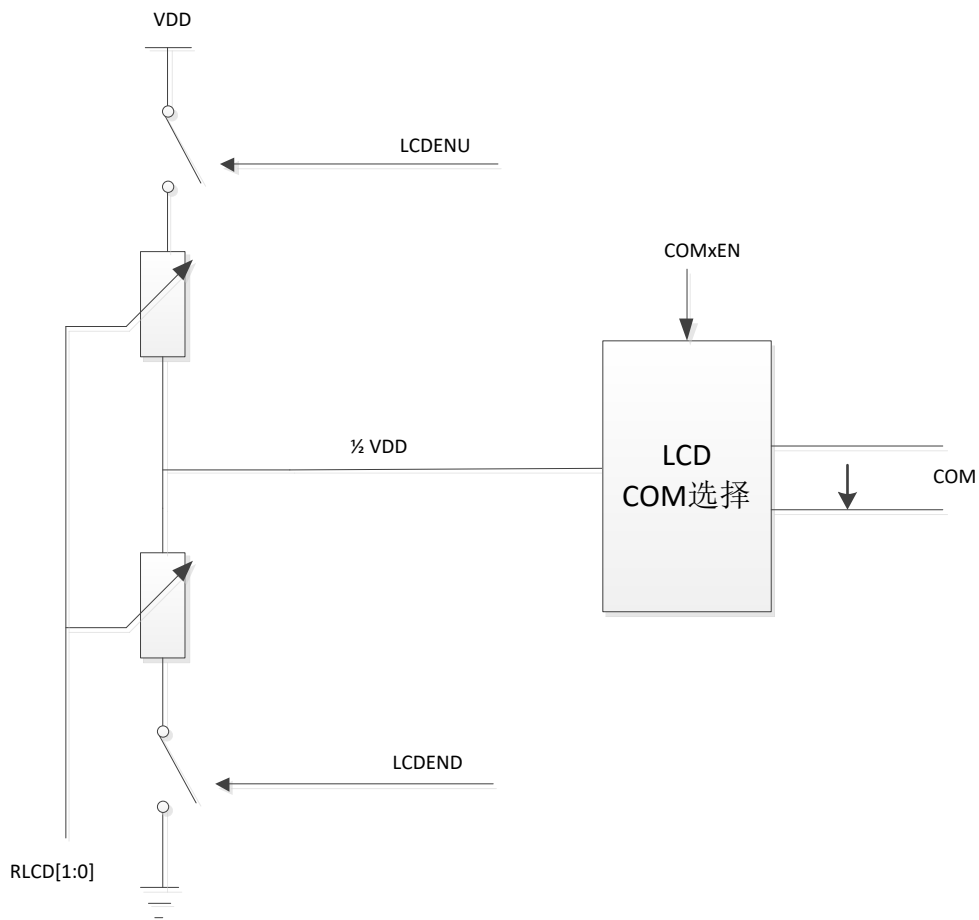 VDD
LCDENU
COMxEN
½ VDD
LCD
COM选择
COM
LCDEND
RLCD[1:0]